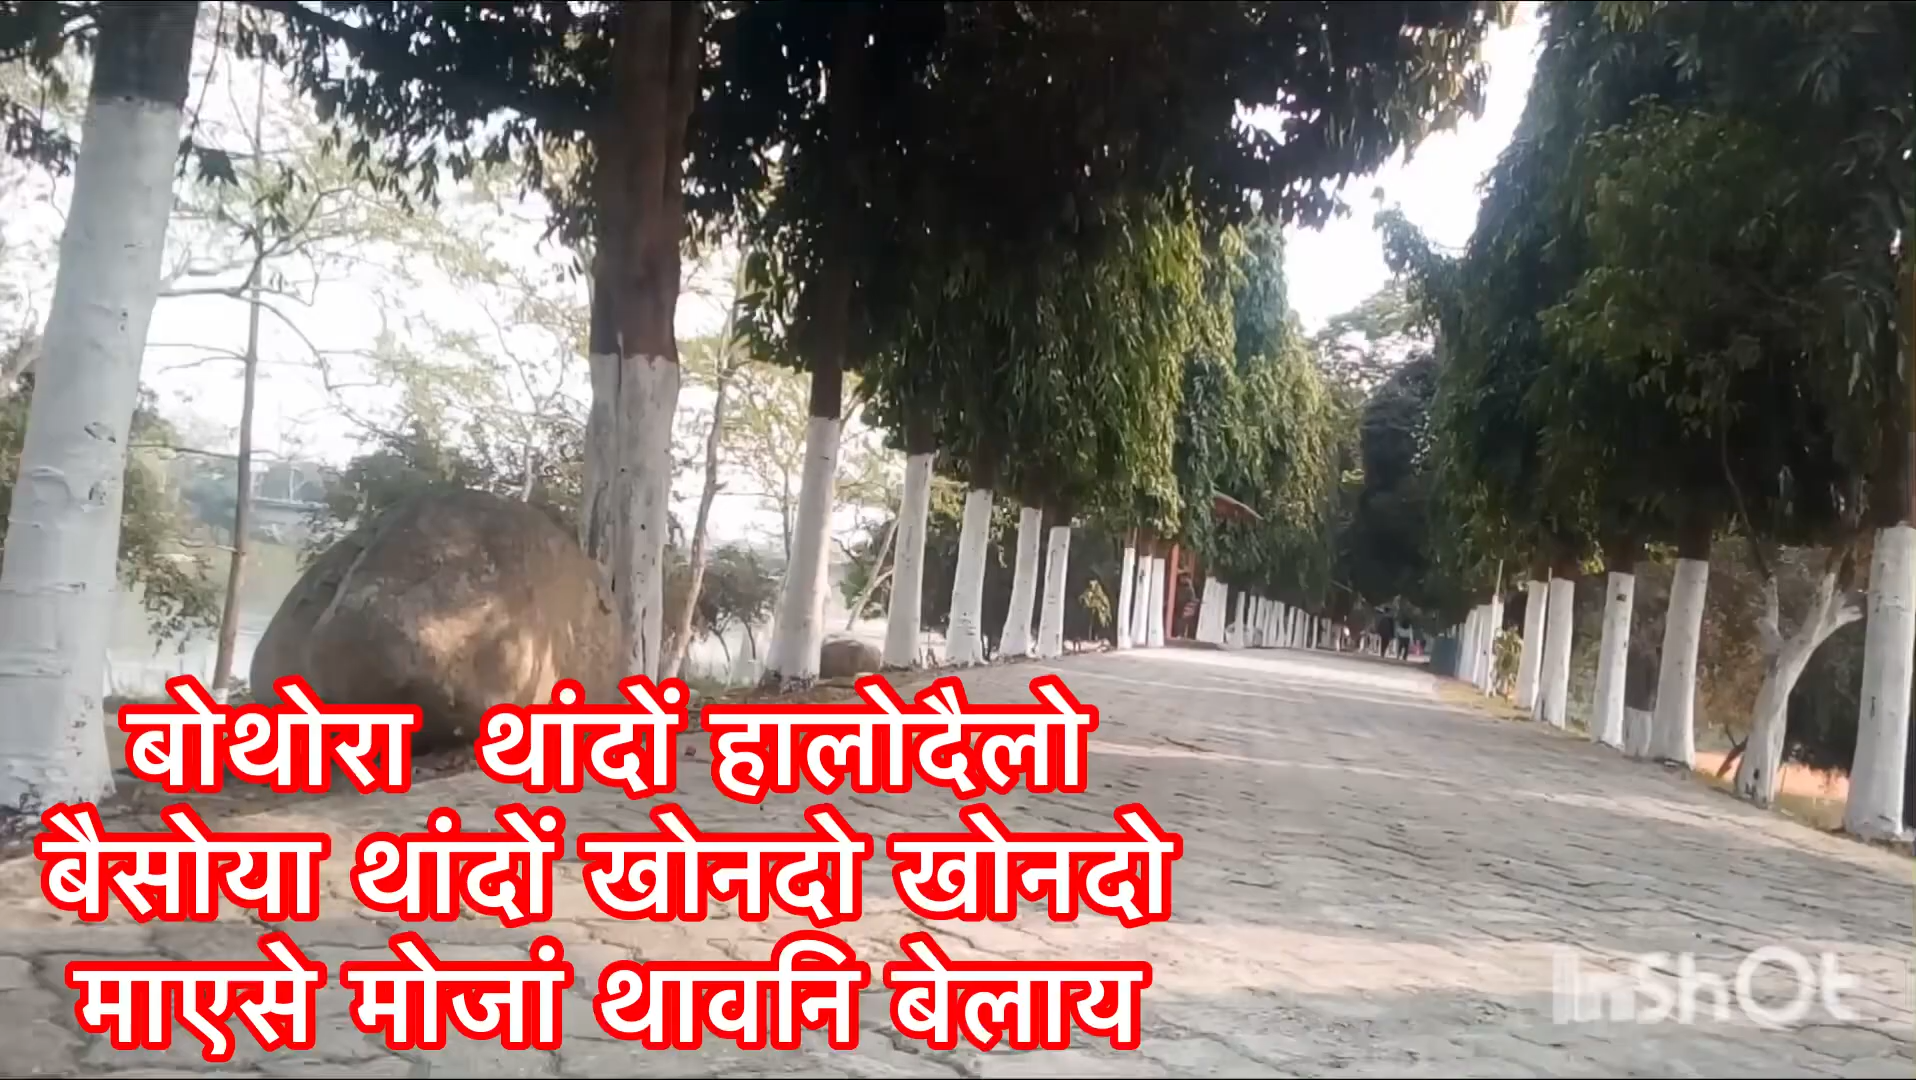 बोथोरा थांदों हालोदैलो
बैसोया थांदों खोनदो खोनदो
माएसे मोजां थावनि बेलाय
InShOt